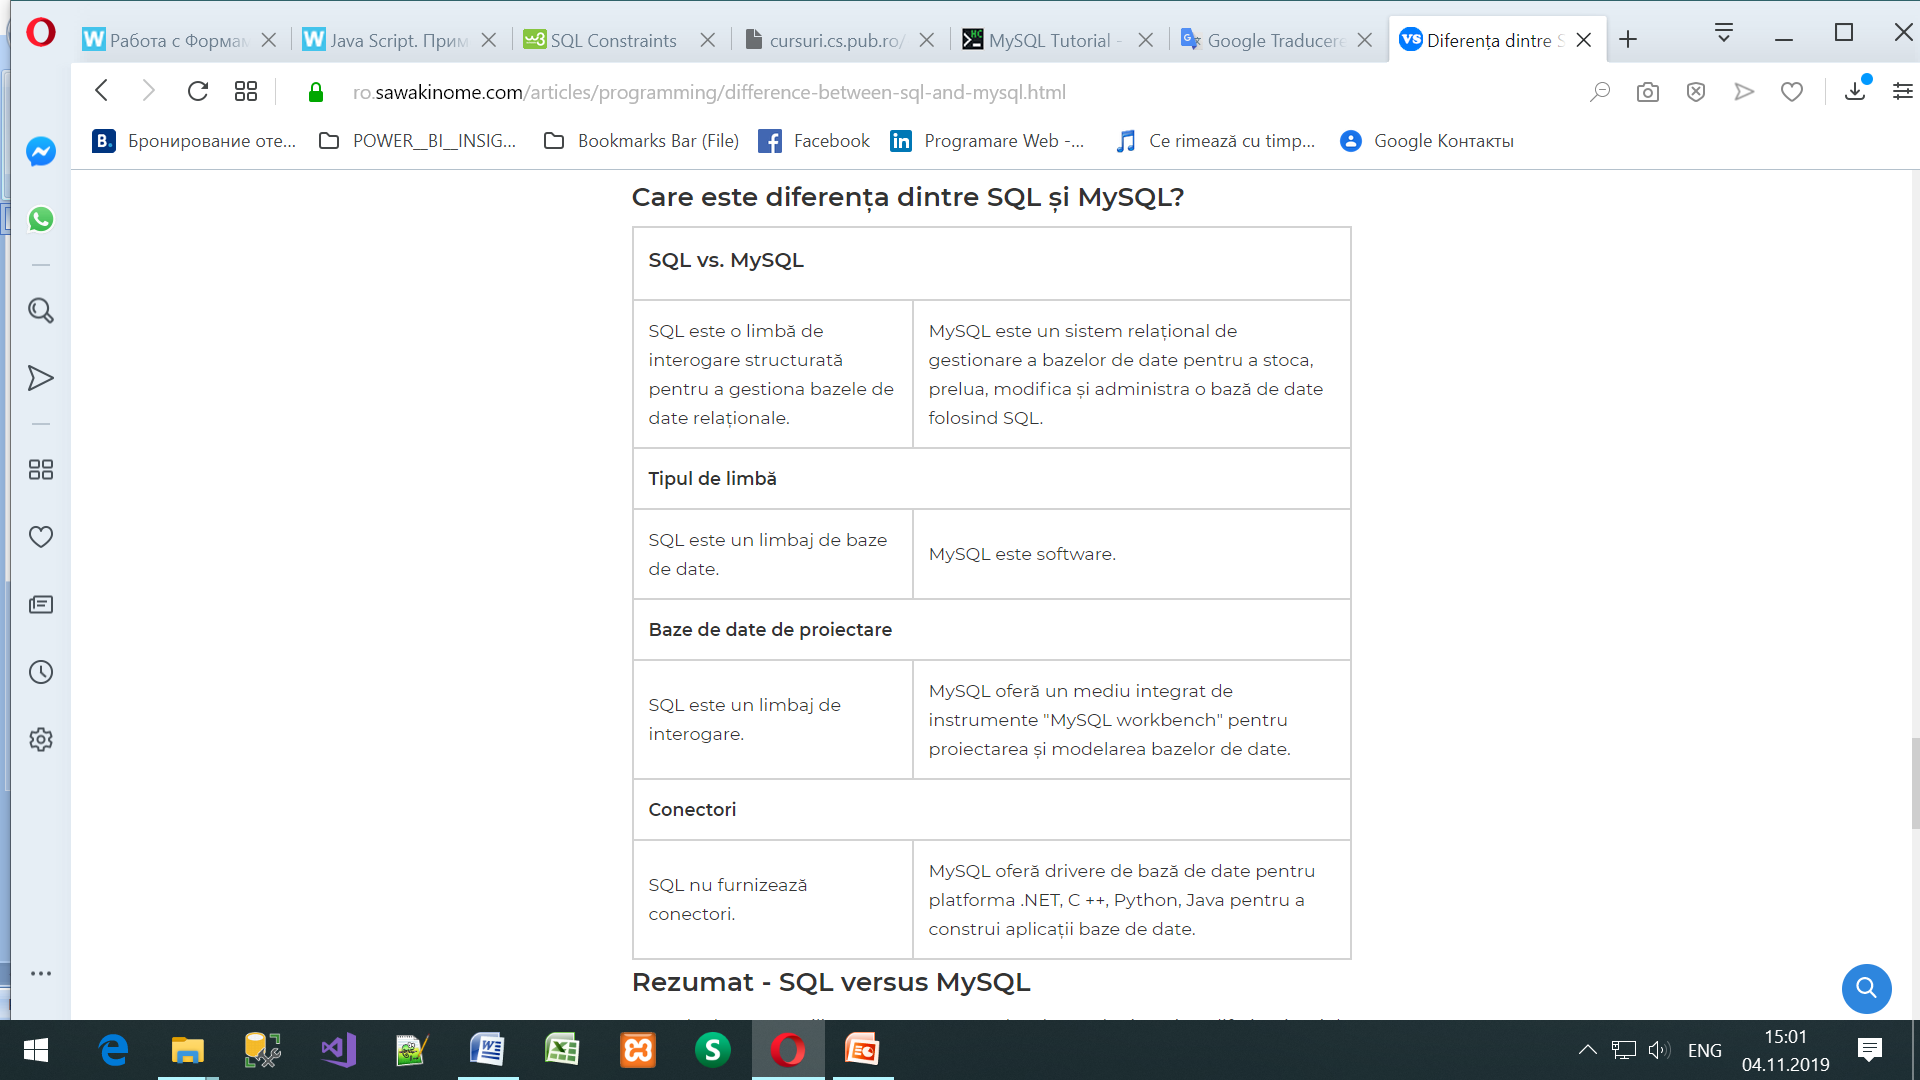 Работа с Формам
Java Script. Прим
SQL Constraints
cursuri.cs.pub.ro/
MySQL Tutorial -
Google Traducere
Diferența dintre S
ro.sawakinome.com/articles/programming/difference-between-sql-and-mysql.html
Бронирование оте...
POWER__BI__INSIG...
Bookmarks Bar (File)
Facebook
Programare Web -...
Ce rimează cu timp...
Google Контакты
Care este diferența dintre SQL și MySQL?
SQL vs. MySQL
SQL este o limbă de
interogare structurată
pentru a gestiona bazele de
date relaționale.
MySQL este un sistem relațional de
gestionare a bazelor de date pentru a stoca,
prelua, modifica și administra o bază de date
folosind SQL.
Tipul de limbă
SQL este un limbaj de baze
de date.
MySQL este software.
Baze de date de proiectare
SQL este un limbaj de
interogare.
MySQL oferă un mediu integrat de
instrumente "MySQL workbench" pentru
proiectarea și modelarea bazelor de date.
Conectori
SQL nu furnizează
conectori.
MySQL oferă drivere de bază de date pentru
platforma .NET, C ++, Python, Java pentru a
construi aplicații baze de date.
Rezumat - SQL versus MySQL
ENG
15:01
04.11.2019